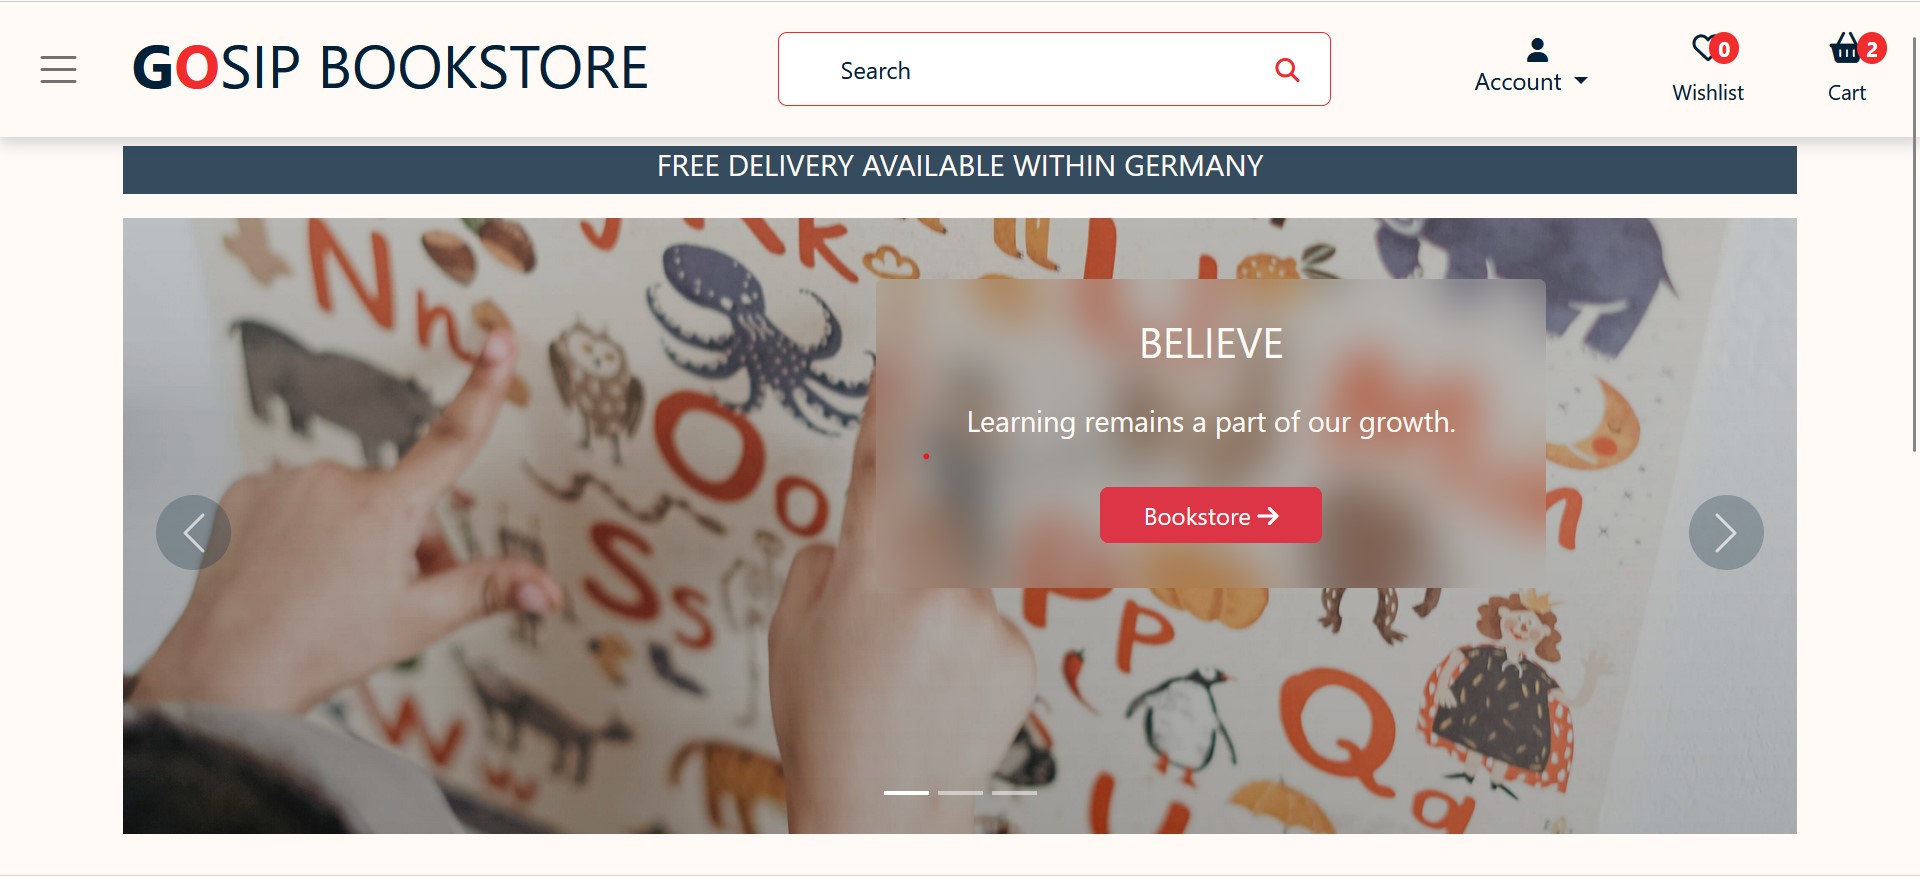 GOSIP BOOKSTORE
Search
Account
0
Wishlist
2
Cart
FREE DELIVERY AVAILABLE WITHIN GERMANY
BELIEVE
Learning remains a part of our growth.
Bookstore
N n
k
O o
S s
P p
W w
Q q
U